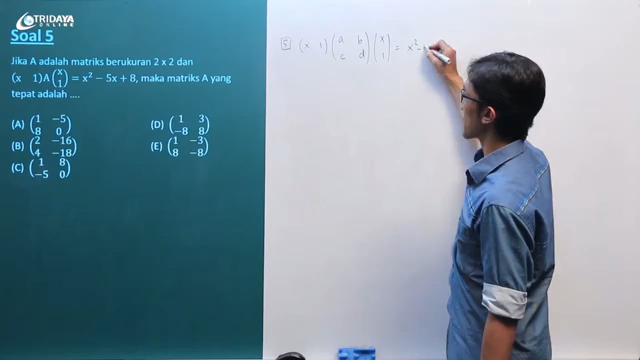 TRIDAYA
ONLINE
Soal 5
Jika A adalah matriks berukuran 2 x 2 dan
(x 1)A(x 1) = x² − 5x + 8, maka matriks A yang
tepat adalah ....
(A) (1 −5
8 0)
(B) (2 −16
4 −18)
(C) (1 8
−5 0)
(D) (1 3
−8 8)
(E) (1 −3
8 −8)
5 (x 1) (a b
c d) (x
1) = x²